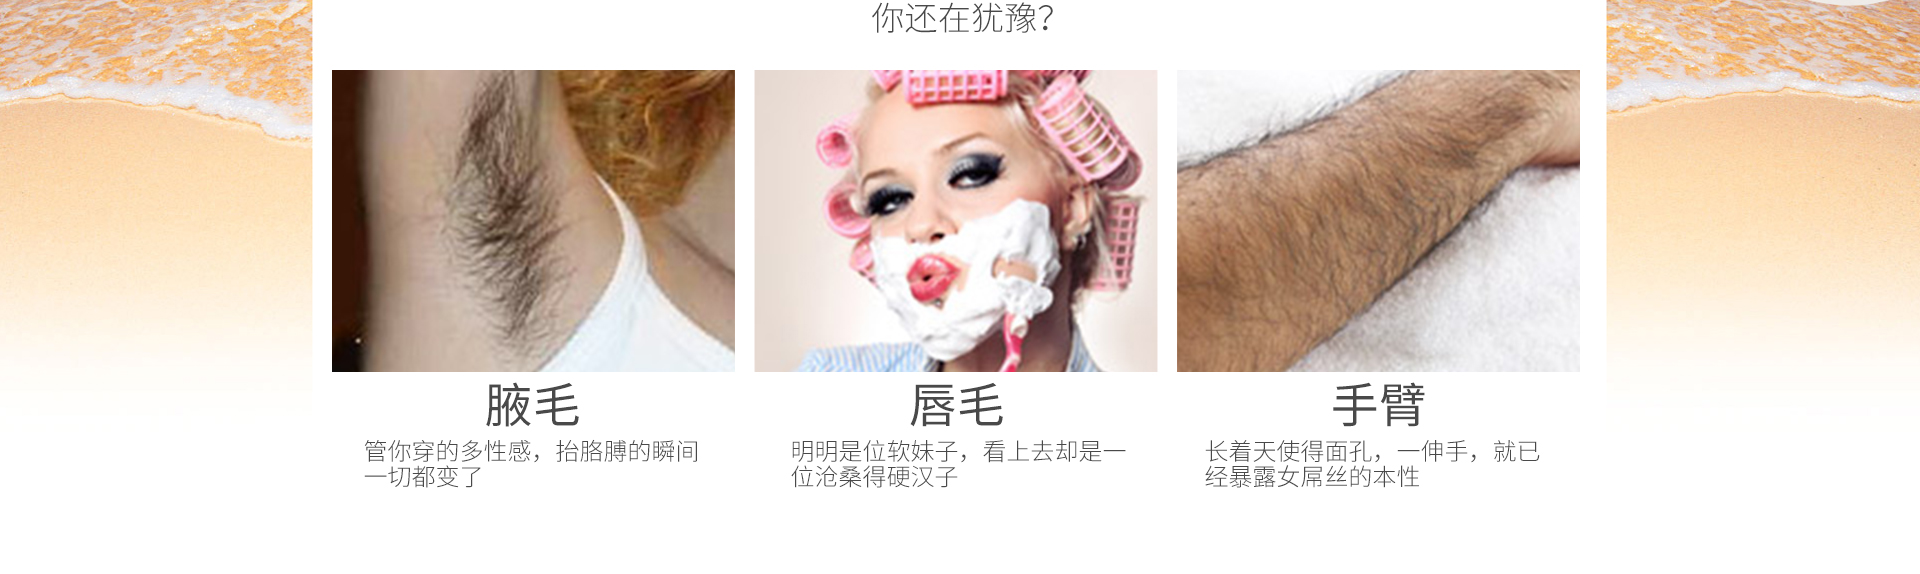 你还在犹豫？
腋毛
管你穿的多性感，抬胳膊的瞬间
一切都变了
唇毛
明明是位软妹子，看上去却是一
位沧桑得硬汉子
手臂
长着天使得面孔，一伸手，就已
经暴露女屌丝的本性